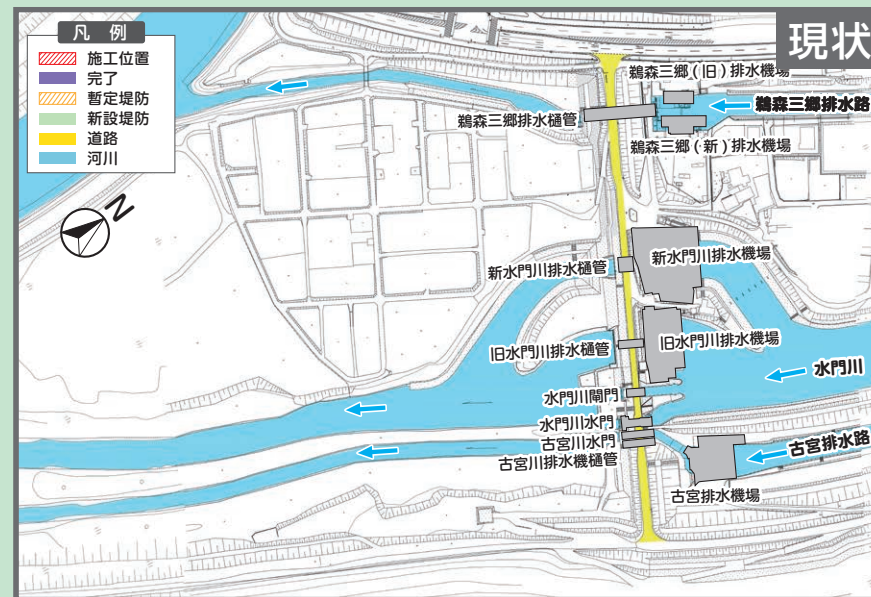 凡 例
施工位置
完了
暫定堤防
新設堤防
道路
河川
現状
N
鵜森三郷(旧)排水機場
鵜森三郷排水路
鵜森三郷排水樋管
鵜森三郷(新)排水機場
新水門川排水樋管
新水門川排水機場
旧水門川排水樋管
旧水門川排水機場
水門川
水門川閘門
水門川水門
古宮川水門
古宮川排水機樋管
古宮排水路
古宮排水機場